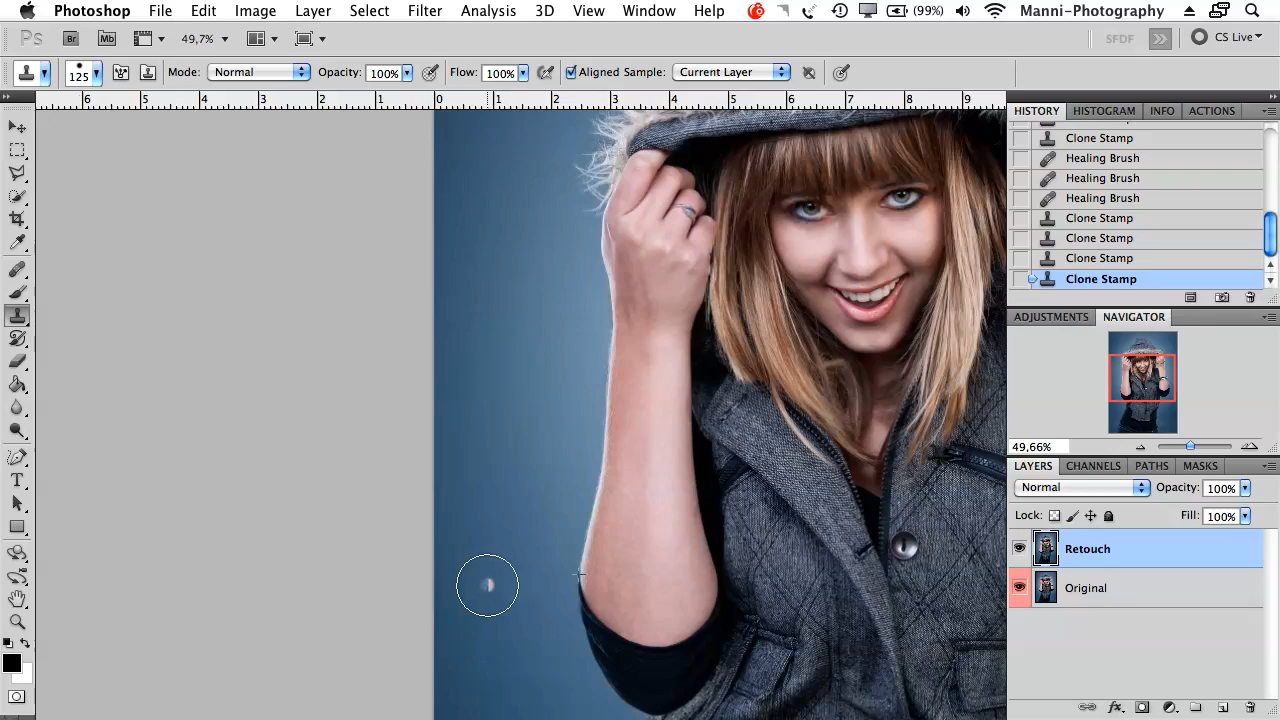 Photoshop File Edit Image Layer Select Filter Analysis 3D View Window Help (99%) Manni-Photography
Ps Br Mb 49,7% SFDF CS Live
125 Mode: Normal Opacity: 100% Flow: 100% Aligned Sample: Current Layer
6 5 4 3 2 1 0 1 2 3 4 5 6 7 8 9
HISTORY HISTOGRAM INFO ACTIONS
Clone Stamp
Healing Brush
Healing Brush
Healing Brush
Clone Stamp
Clone Stamp
Clone Stamp
Clone Stamp
ADJUSTMENTS NAVIGATOR
49,66%
LAYERS CHANNELS PATHS MASKS
Normal Opacity: 100%
Lock: Fill: 100%
Retouch
Original
T
fx